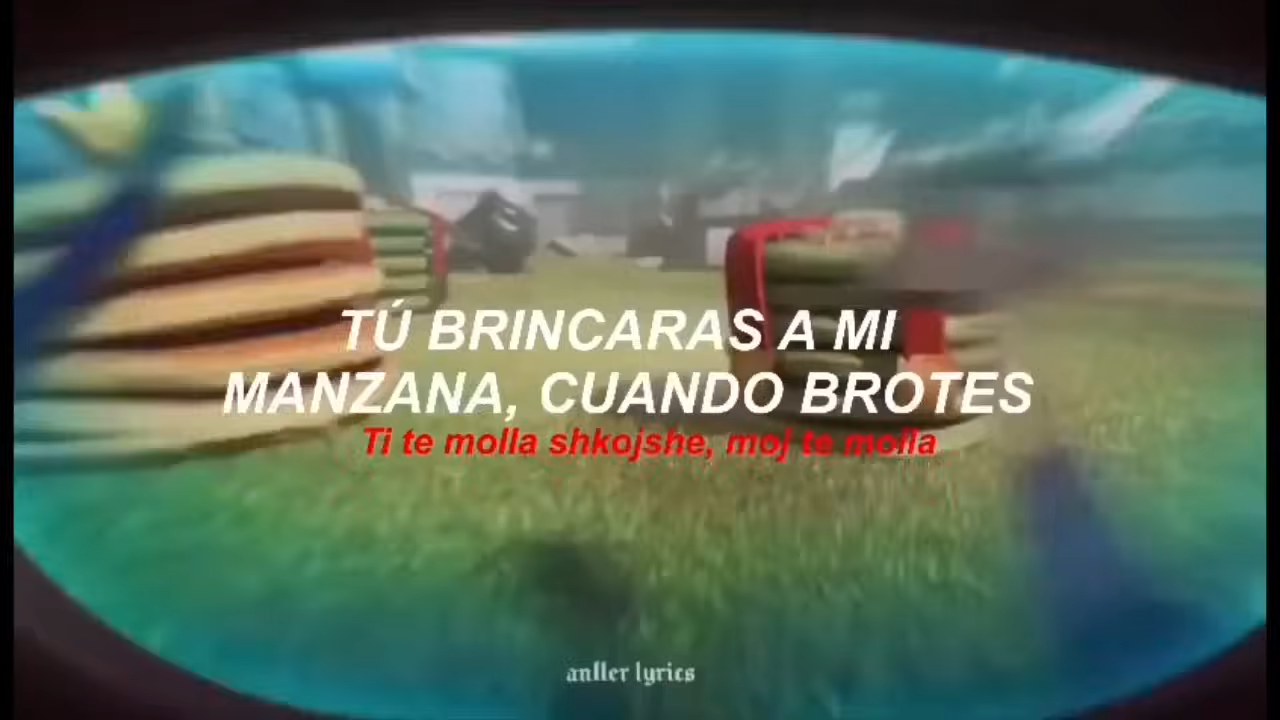 TÚ BRINCARAS A MI
MANZANA, CUANDO BROTES
Ti te molla shkojshe, moj te molla
anller lyrics